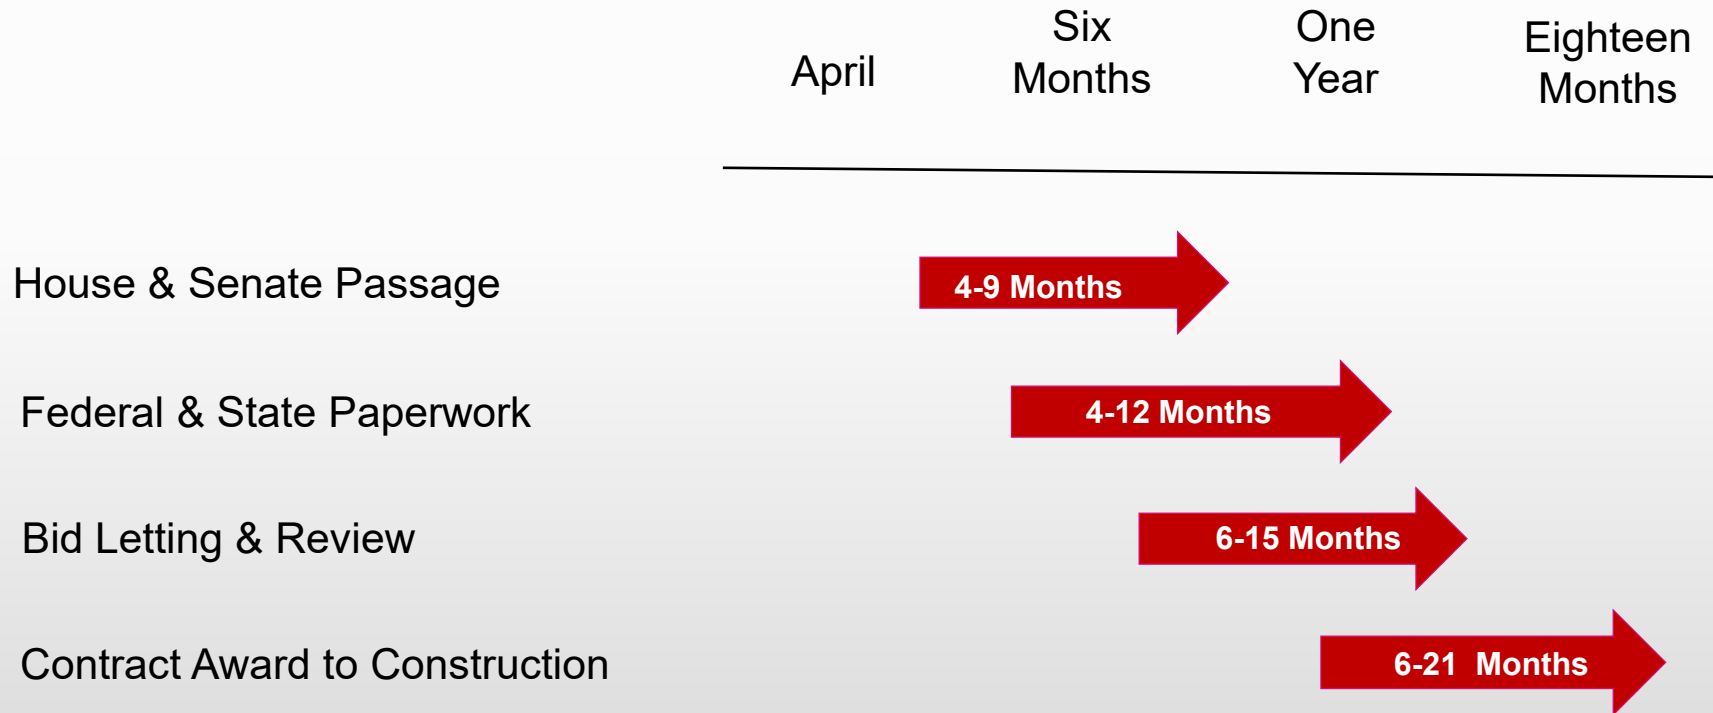 April
Six
Months
One
Year
Eighteen
Months
House & Senate Passage
4-9 Months
Federal & State Paperwork
4-12 Months
Bid Letting & Review
6-15 Months
Contract Award to Construction
6-21 Months